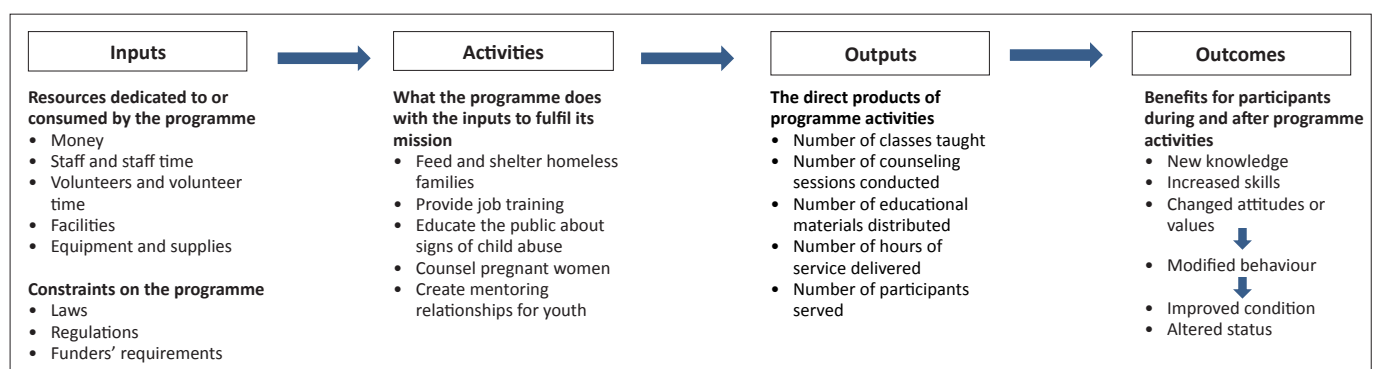 Inputs
Resources dedicated to or
consumed by the programme
• Money
• Staff and staff time
• Volunteers and volunteer
time
• Facilities
• Equipment and supplies
Constraints on the programme
• Laws
• Regulations
• Funders' requirements
Activities
What the programme does
with the inputs to fulfil its
mission
• Feed and shelter homeless
families
• Provide job training
• Educate the public about
signs of child abuse
• Counsel pregnant women
• Create mentoring
relationships for youth
Outputs
The direct products of
programme activities
• Number of classes taught
• Number of counseling
sessions conducted
• Number of educational
materials distributed
• Number of hours of
service delivered
• Number of participants
served
Outcomes
Benefits for participants
during and after programme
activities
• New knowledge
• Increased skills
• Changed attitudes or
values
• Modified behaviour
• Improved condition
• Altered status